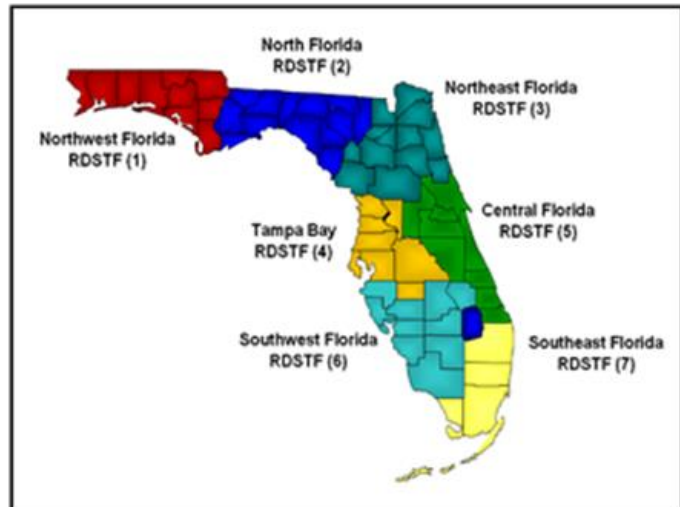 North Florida
RDSTF (2)
Northeast Florida
RDSTF (3)
Northwest Florida
RDSTF (1)
Central Florida
RDSTF (5)
Tampa Bay
RDSTF (4)
Southwest Florida
RDSTF (6)
Southeast Florida
RDSTF (7)